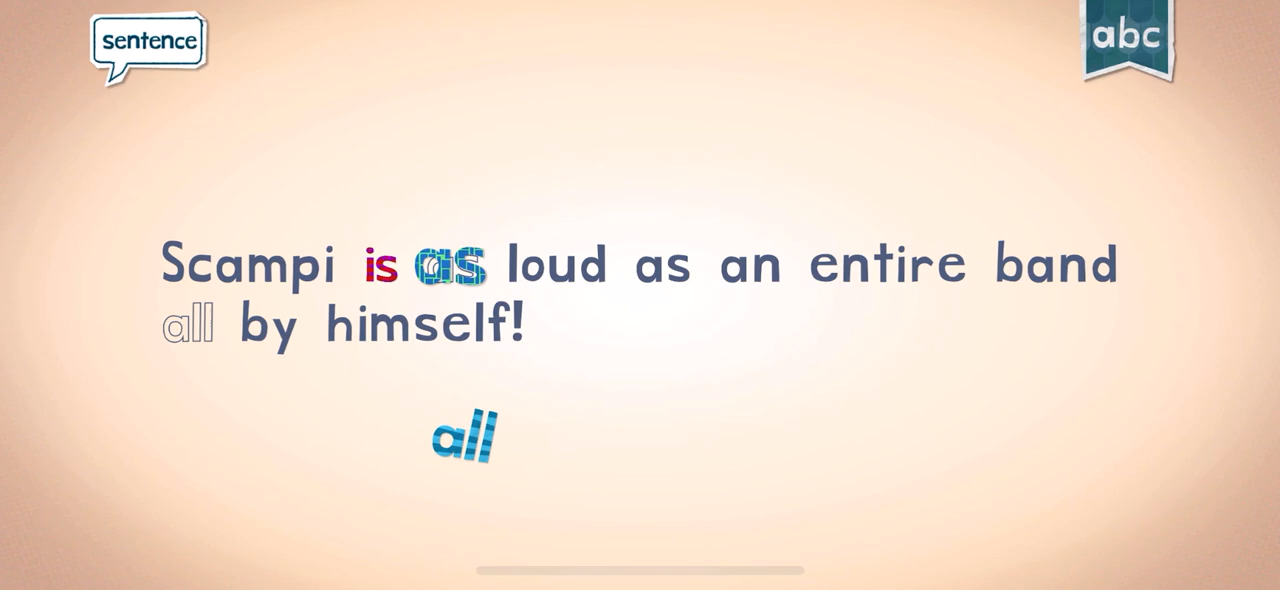 sentence
abc
Scampi is as loud as an entire band
all by himself!
all